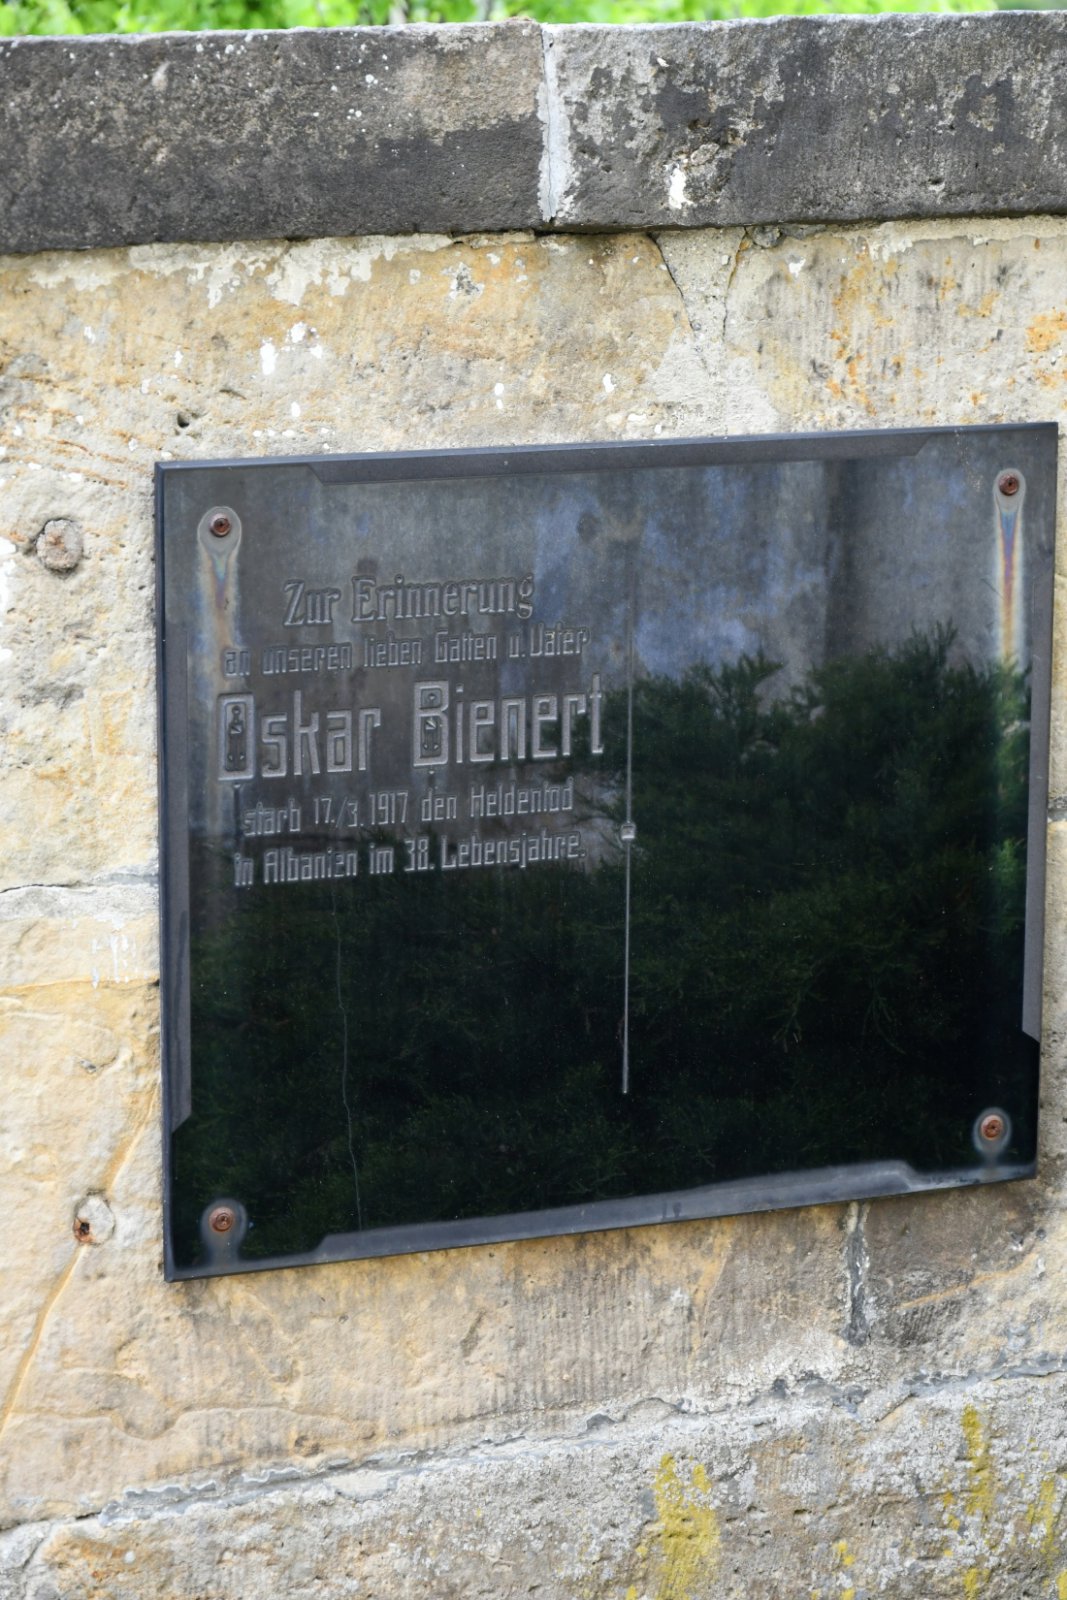 Zur Erinnerung
an unseren lieben Gatten u. Vater
Oskar Bienert
starb 17./3. 1917 den Heldentod
in Albanien im 38. Lebensjahre.